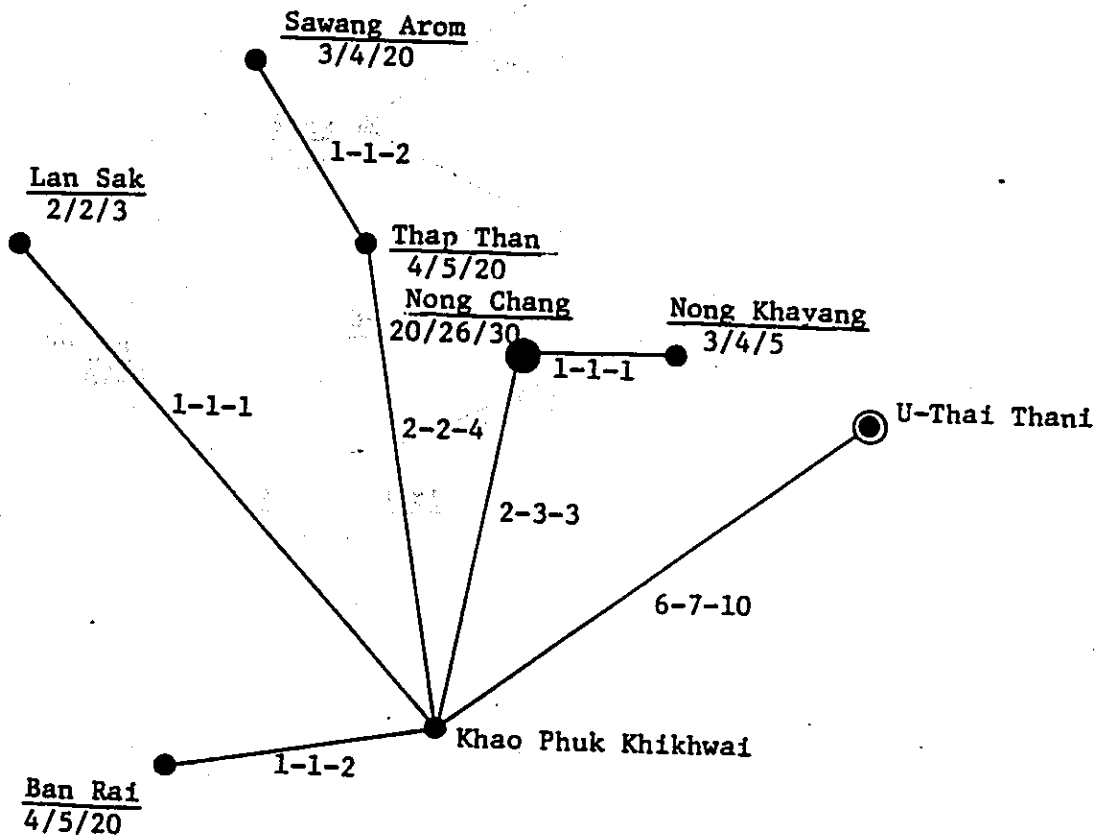 Sawang Arom
3/4/20
1-1-2
Lan Sak
2/2/3
Thap Than
4/5/20
Nong Chang
20/26/30
Nong Khayang
3/4/5
1-1-1
1-1-1
U-Thai Thani
2-2-4
2-3-3
6-7-10
Khao Phuk Khikhwai
1-1-2
Ban Rai
4/5/20